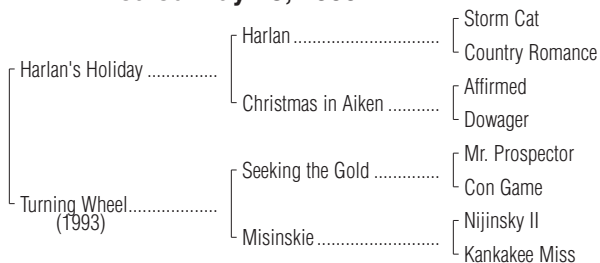 Harlan ............................... Storm Cat
Country Romance
Harlan's Holiday ...............
Christmas in Aiken ........... Affirmed
Dowager
Seeking the Gold .............. Mr. Prospector
Con Game
Turning Wheel...................
(1993)
Misinskie .......................... Nijinsky II
Kankakee Miss